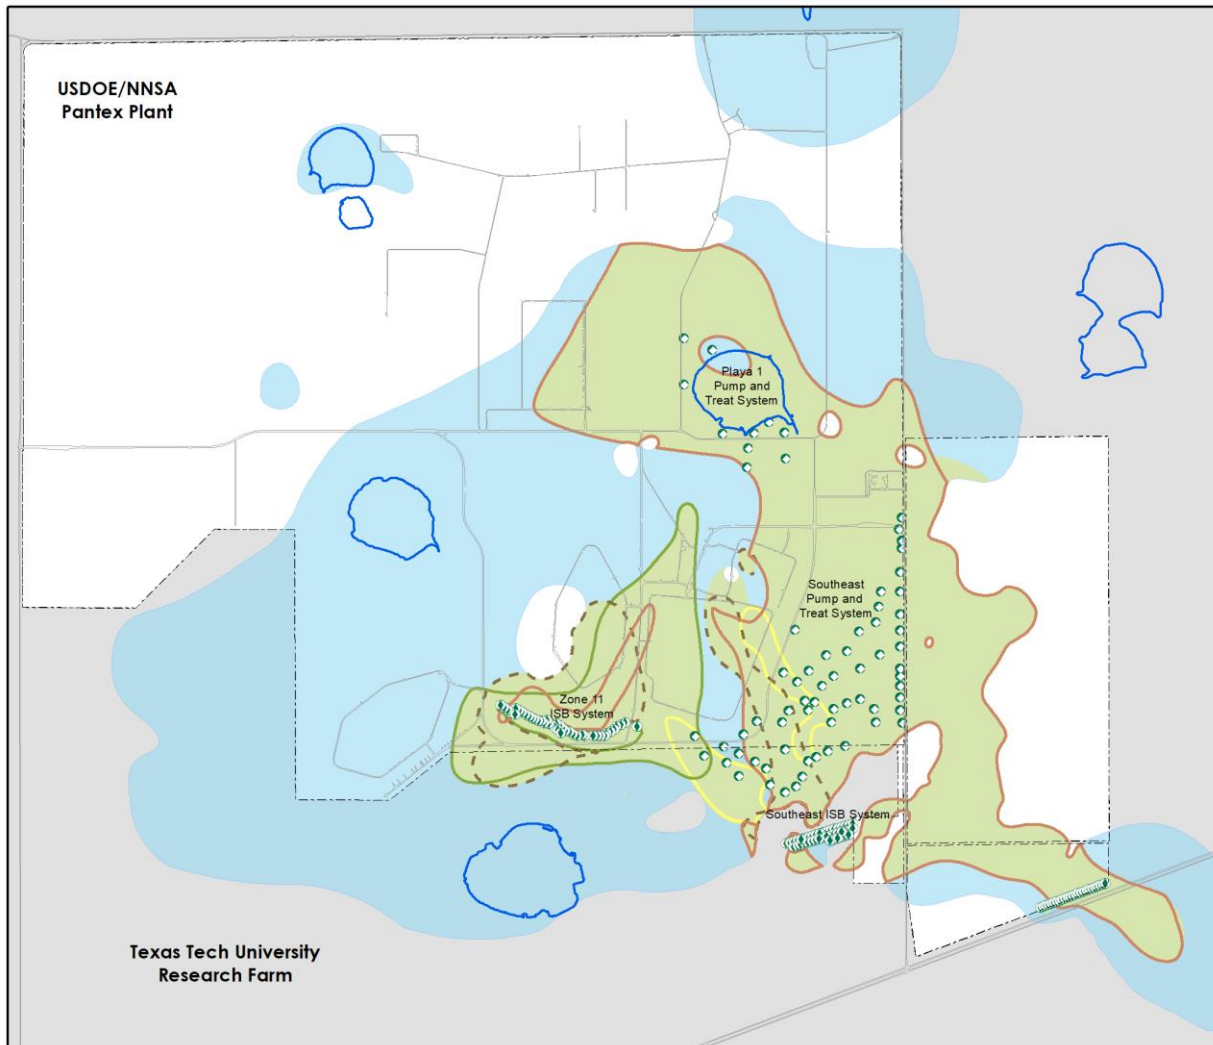 USDOE/NNSA
Pantex Plant
Playa 1
Pump and
Treat System
Southeast
Pump and
Treat System
Zone 11
ISB System
Southeast ISB System
Texas Tech University
Research Farm